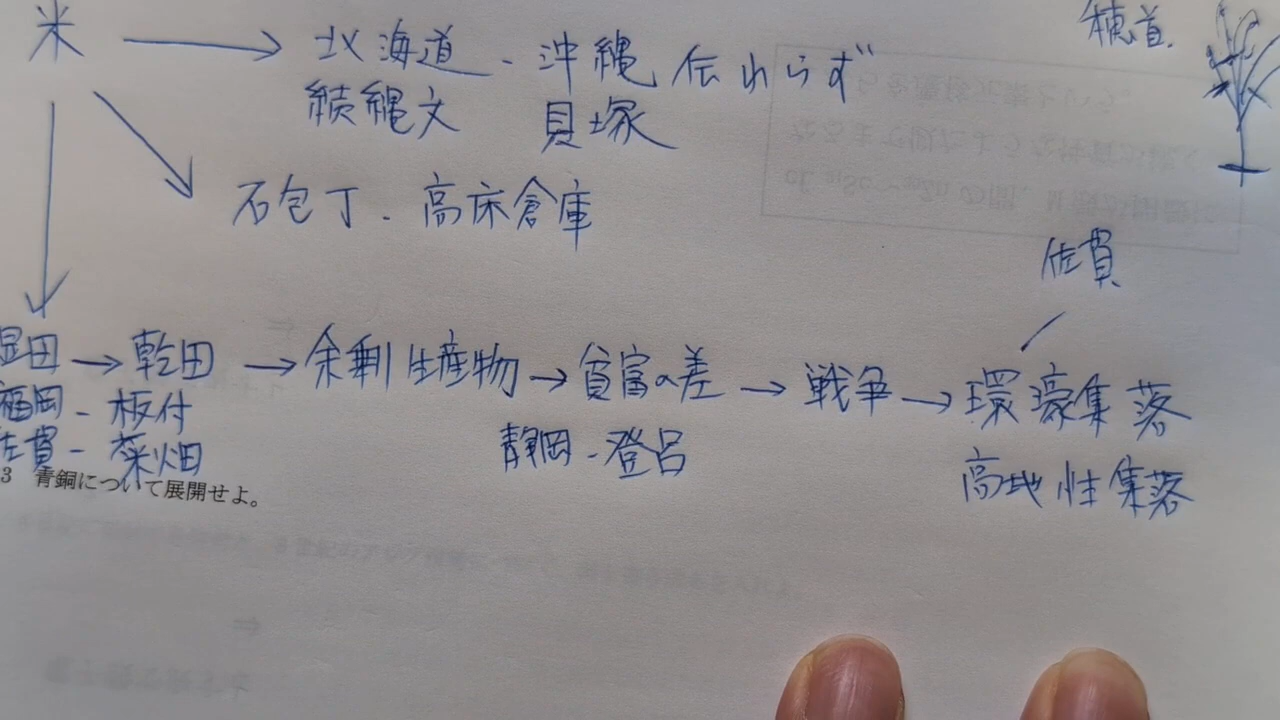 米 → 北海道 - 沖縄 伝わらず
続縄文 貝塚
穂首
石包丁 . 高床倉庫
佐賀
湿田 → 乾田 → 余剰生産物 → 貧富の差 → 戦争 → 環濠集落
福岡 - 板付
静岡 - 登呂
高地性集落
佐賀 - 菜畑
3 青銅について展開せよ。